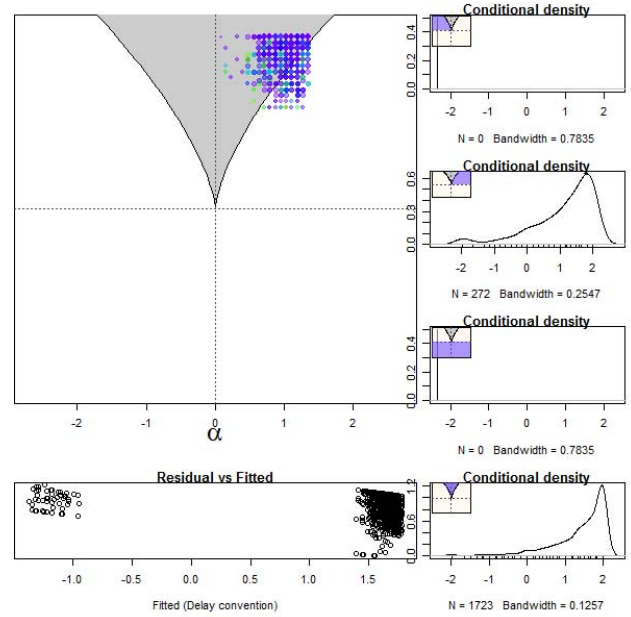 Conditional density
0.0 0.2 0.4
-2 -1 0 1 2
N = 0 Bandwidth = 0.7835
Conditional density
0.0 0.3 0.6
-2 -1 0 1 2
N = 272 Bandwidth = 0.2547
Conditional density
0.0 0.2 0.4
-2 -1 0 1 2
α
-2 -1 0 1 2
N = 0 Bandwidth = 0.7835
Residual vs Fitted
-1.0 -0.5 0.0 0.5 1.0 1.5
Fitted (Delay convention)
Conditional density
0.0 0.6 1.2
-2 -1 0 1 2
N = 1723 Bandwidth = 0.1257